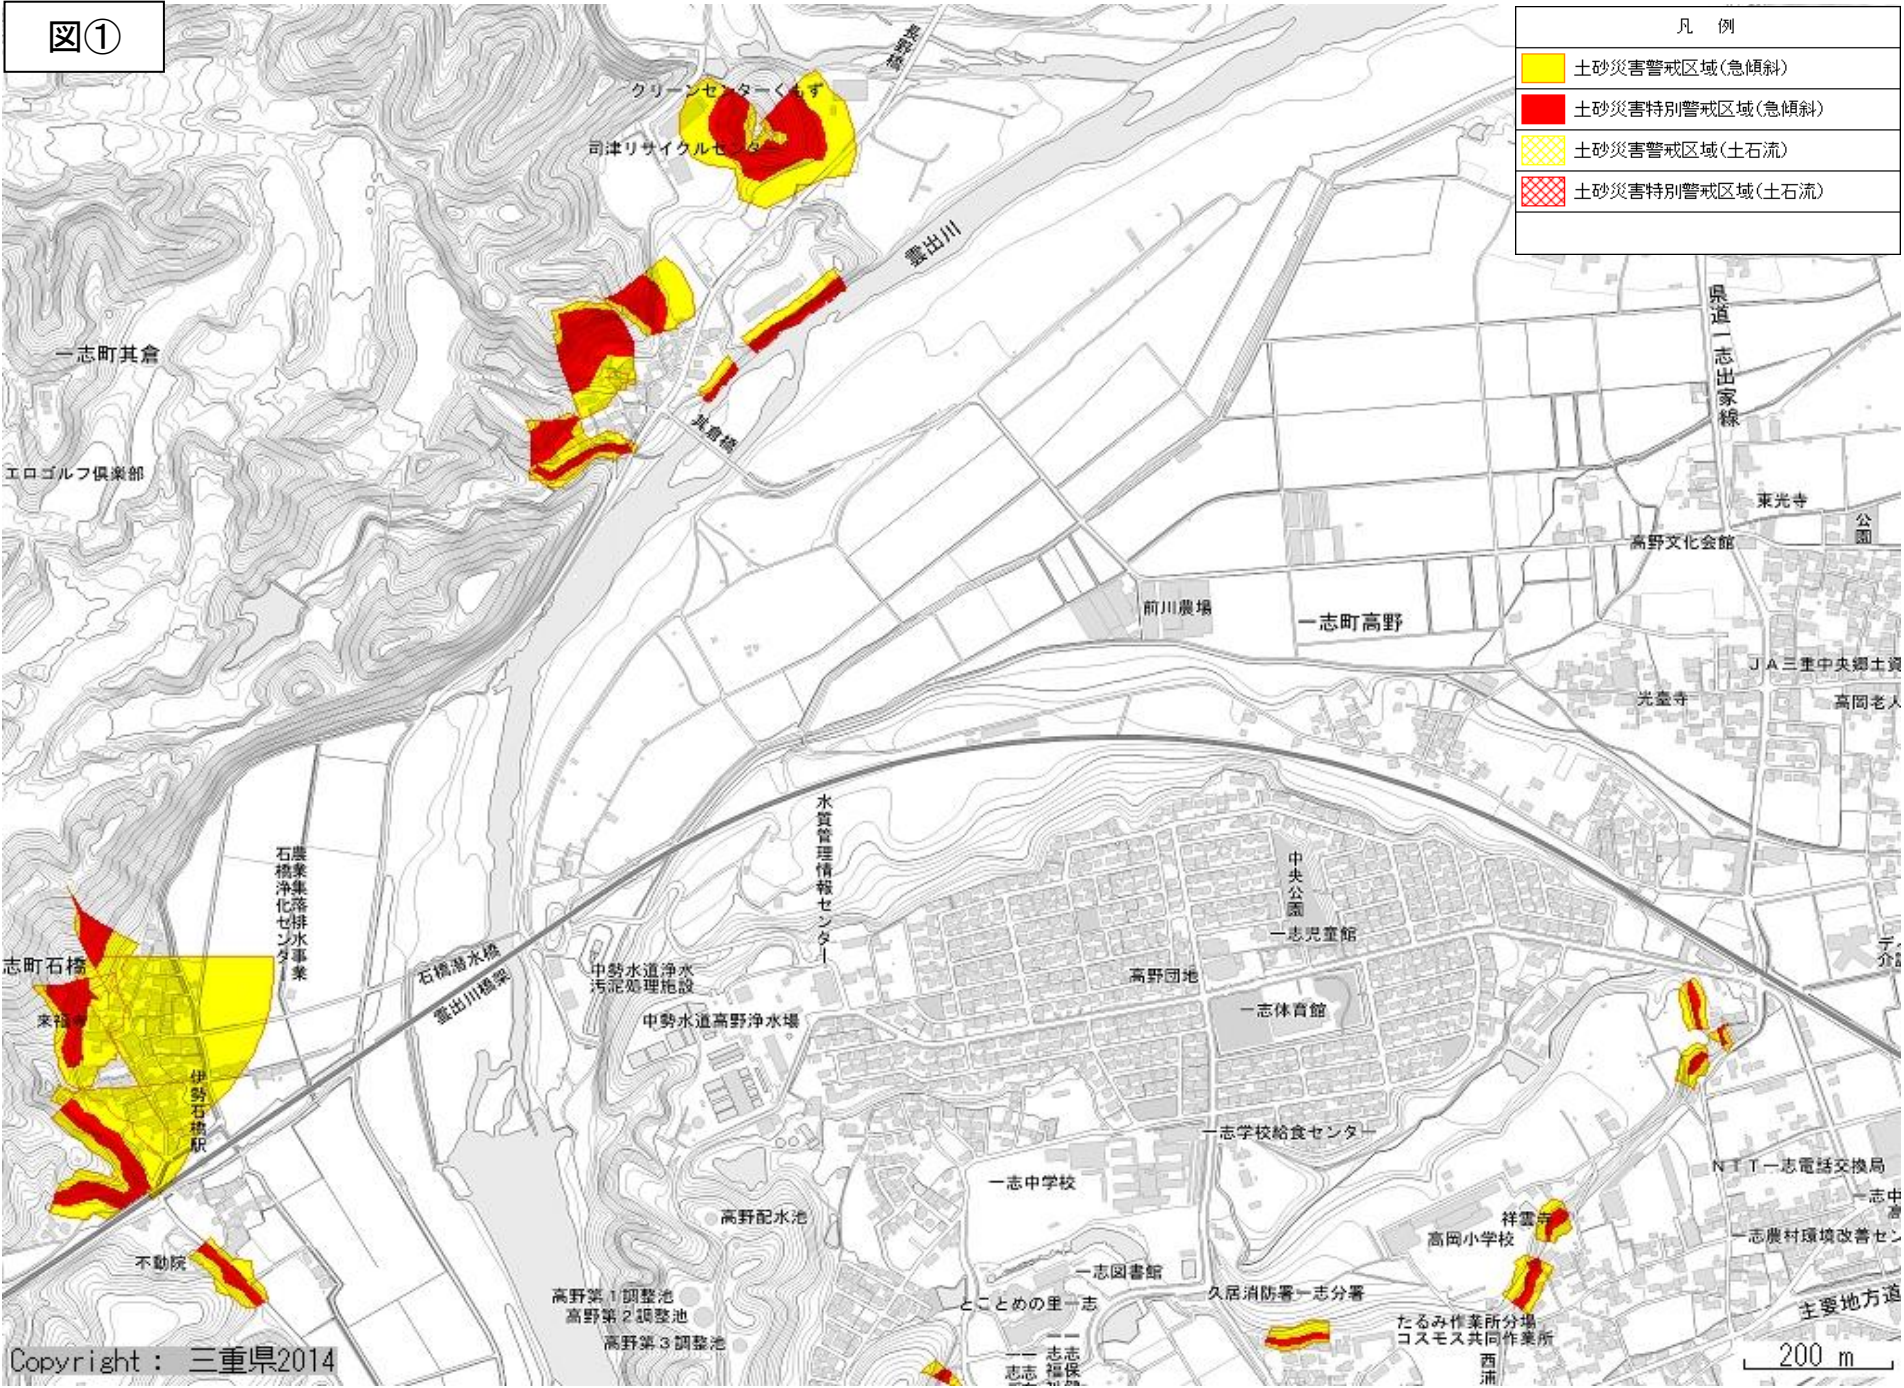 図①
凡 例
土砂災害警戒区域(急傾斜)
土砂災害特別警戒区域(急傾斜)
土砂災害警戒区域(土石流)
土砂災害特別警戒区域(土石流)
長野橋
クリーンセンターくもず
司津リサイクルセンター
雲出川
県道一志出家線
一志町其倉
其倉橋
エロゴルフ倶楽部
東光寺
公園
高野文化会館
前川農場
一志町高野
JA三重中央郷土資
光臺寺
高岡老人
水質管理情報センター
農業集落排水事業
石橋浄化センター
中央公園
一志児童館
志町石橋
石橋潜水橋
雲出川橋梁
中勢水道浄水
汚泥処理施設
高野団地
一志体育館
来福寺
中勢水道高野浄水場
伊勢石橋駅
一志学校給食センター
NTT一志電話交換局
一志中学校
一志中
高野配水池
祥雲寺
高岡小学校
一志農村環境改善セン
不動院
一志図書館
久居消防署一志分署
高野第1調整池
高野第2調整池
高野第3調整池
とことめの里一志
たるみ作業所分場
コスモス共同作業所
主要地方道
西浦
200 m
Copyright： 三重県2014